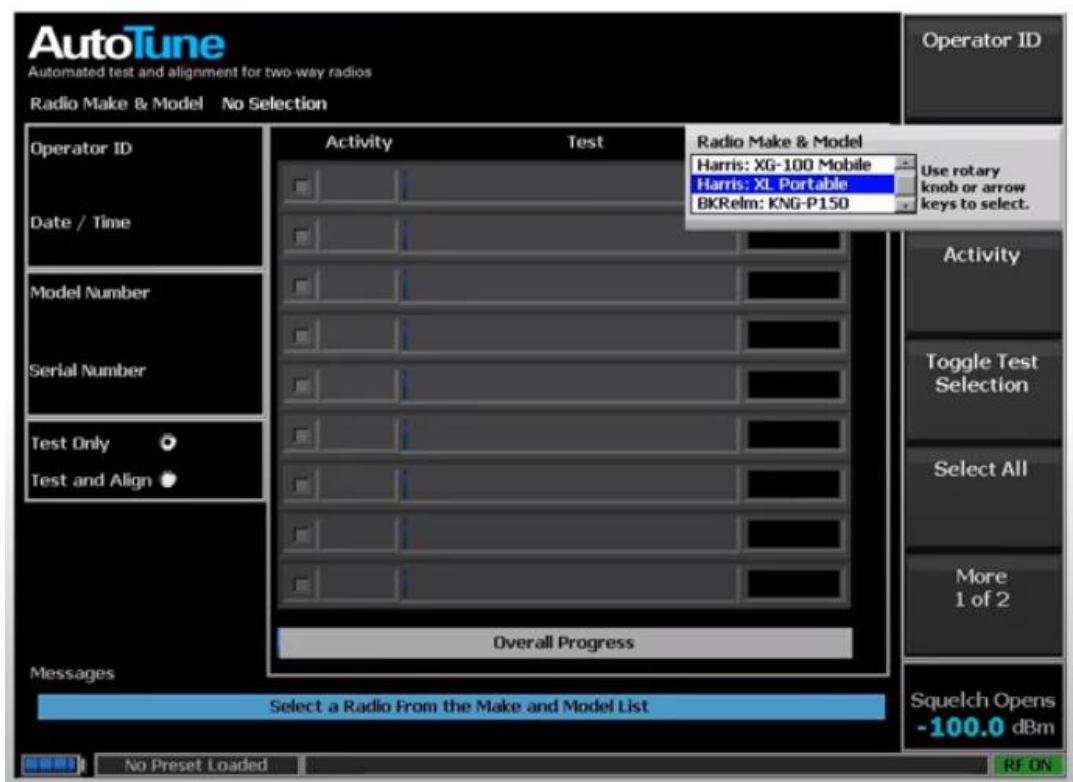 AutoTune
Automated test and alignment for two-way radios
Radio Make & Model No Selection
Operator ID
Date / Time
Model Number
Serial Number
Test Only
Test and Align
Activity Test
Overall Progress
Messages
Select a Radio From the Make and Model List
No Preset Loaded
Radio Make & Model
Harris: XG-100 Mobile
Harris: XL Portable
BKRelm: KNG-P150
Use rotary
knob or arrow
keys to select.
Operator ID
Activity
Toggle Test
Selection
Select All
More
1 of 2
Squelch Opens
-100.0 dBm
RF ON